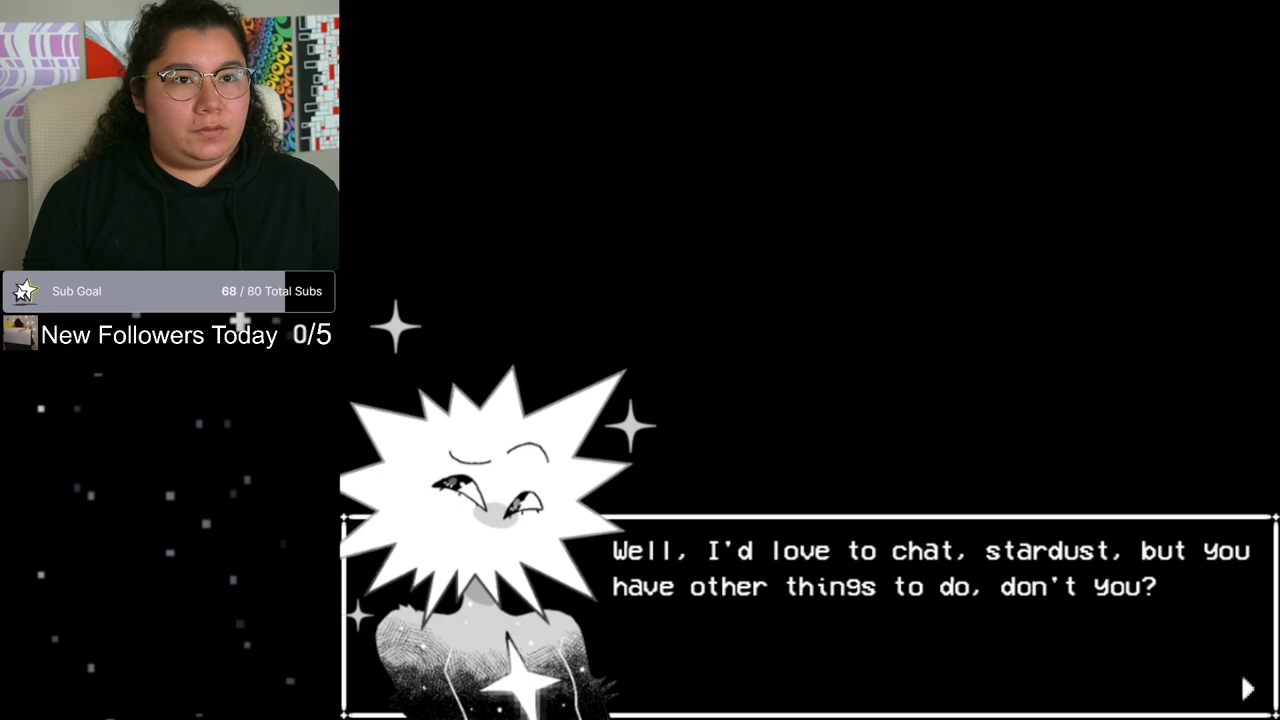 Sub Goal 68 / 80 Total Subs
New Followers Today 0/5
Well, I'd love to chat, stardust, but you
have other things to do, don't you?